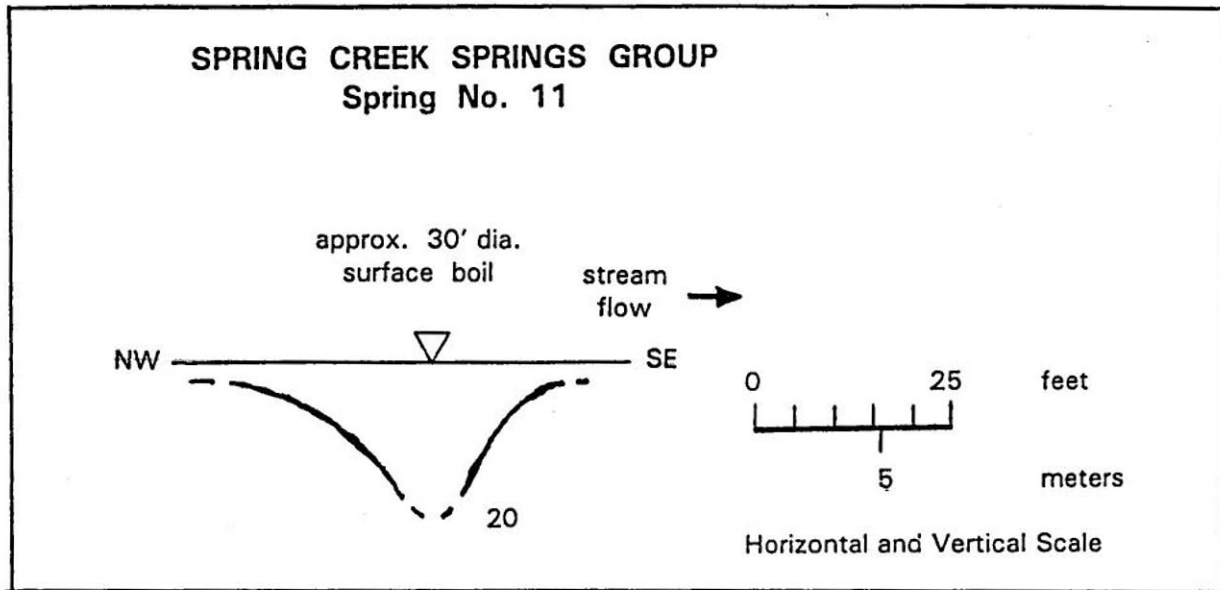 SPRING CREEK SPRINGS GROUP
Spring No. 11
approx. 30' dia.
surface boil
stream
flow
NW
SE
0 25 feet
5 meters
20
Horizontal and Vertical Scale